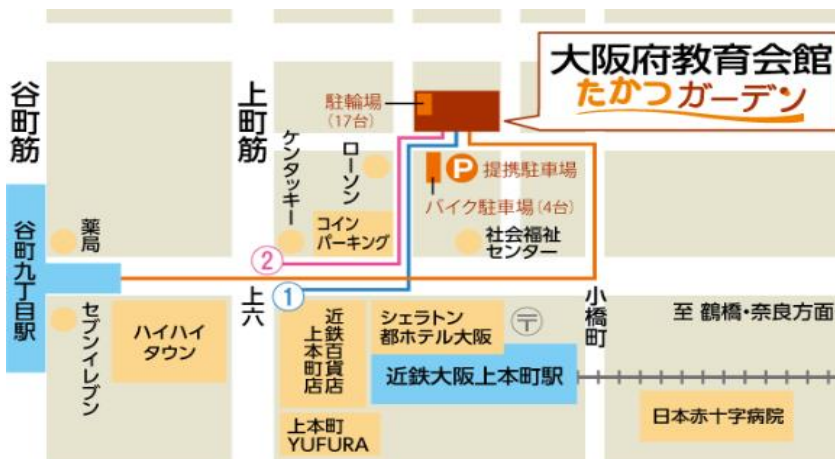 大阪府教育会館
たかつガーデン
谷町筋
上町筋
駐輪場
(17台)
ケンタッキー
ローソン
P
提携駐車場
バイク駐車場(4台)
コイン
パーキング
社会福祉
センター
薬局
谷町九丁目駅
②
①
上六
小橋町
至 鶴橋・奈良方面
セブンイレブン
ハイハイ
タウン
近鉄百貨店
上本町店
シェラトン
都ホテル大阪
〒
近鉄大阪上本町駅
上本町
YUFURA
日本赤十字病院